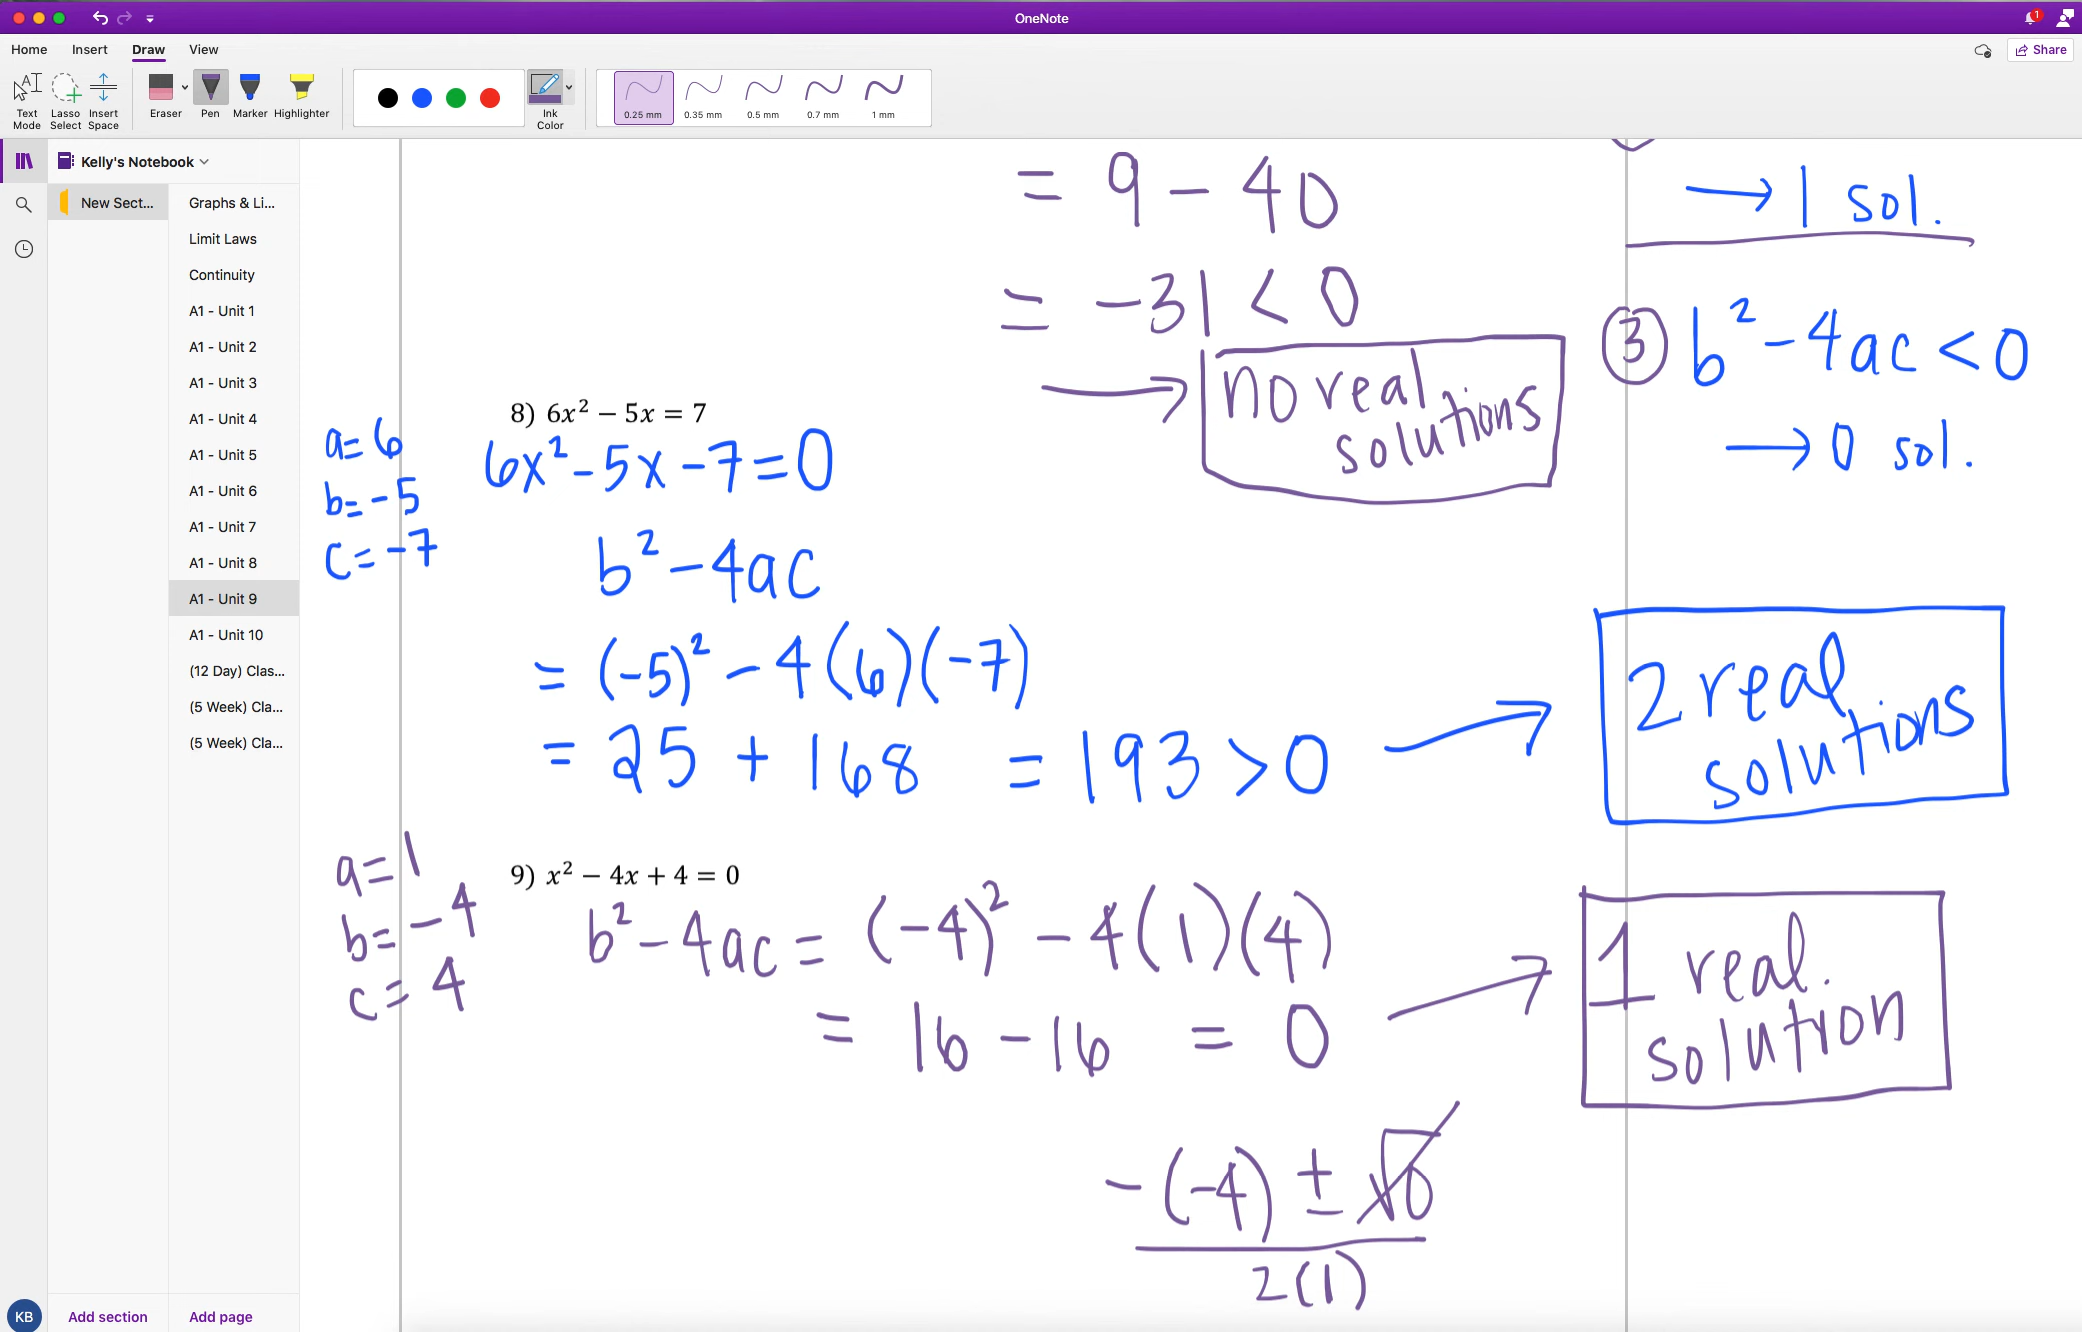 OneNote
1
Home Insert Draw View
Share
Text Mode
Lasso Select
Insert Space
Eraser
Pen
Marker
Highlighter
Ink Color
0.25 mm
0.35 mm
0.5 mm
0.7 mm
1 mm
Kelly's Notebook
New Sect...
Graphs & Li...
Limit Laws
Continuity
A1 - Unit 1
A1 - Unit 2
A1 - Unit 3
A1 - Unit 4
A1 - Unit 5
A1 - Unit 6
A1 - Unit 7
A1 - Unit 8
A1 - Unit 9
A1 - Unit 10
(12 Day) Clas...
(5 Week) Cla...
(5 Week) Cla...
KB
Add section
Add page
= 9 - 40
= -31 < 0
→ no real solutions
→ 1 sol.
③ b² - 4ac < 0
→ 0 sol.
8) 6x² − 5x = 7
a = 6
b = -5
c = -7
6x² - 5x - 7 = 0
b² - 4ac
= (-5)² - 4(6)(-7)
= 25 + 168 = 193 > 0 → 2 real solutions
9) x² − 4x + 4 = 0
a = 1
b = -4
c = 4
b² - 4ac = (-4)² - 4(1)(4)
= 16 - 16 = 0 → 1 real. solution
-(-4) ± √0
2(1)